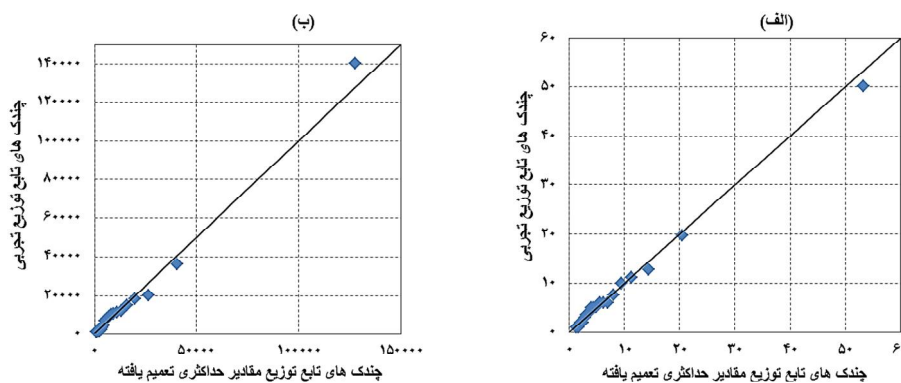 (الف)
چندک های تابع توزیع تجربی
۶۰
۵۰
۴۰
۳۰
۲۰
۱۰
۰
۰ ۱۰ ۲۰ ۳۰ ۴۰ ۵۰ ۶۰
چندک های تابع توزیع مقادیر حداکثری تعمیم یافته
(ب)
چندک های تابع توزیع تجربی
۱۴۰۰۰۰
۱۲۰۰۰۰
۱۰۰۰۰۰
۸۰۰۰۰
۶۰۰۰۰
۴۰۰۰۰
۲۰۰۰۰
۰
۰ ۵۰۰۰۰ ۱۰۰۰۰۰ ۱۵۰۰۰۰
چندک های تابع توزیع مقادیر حداکثری تعمیم یافته